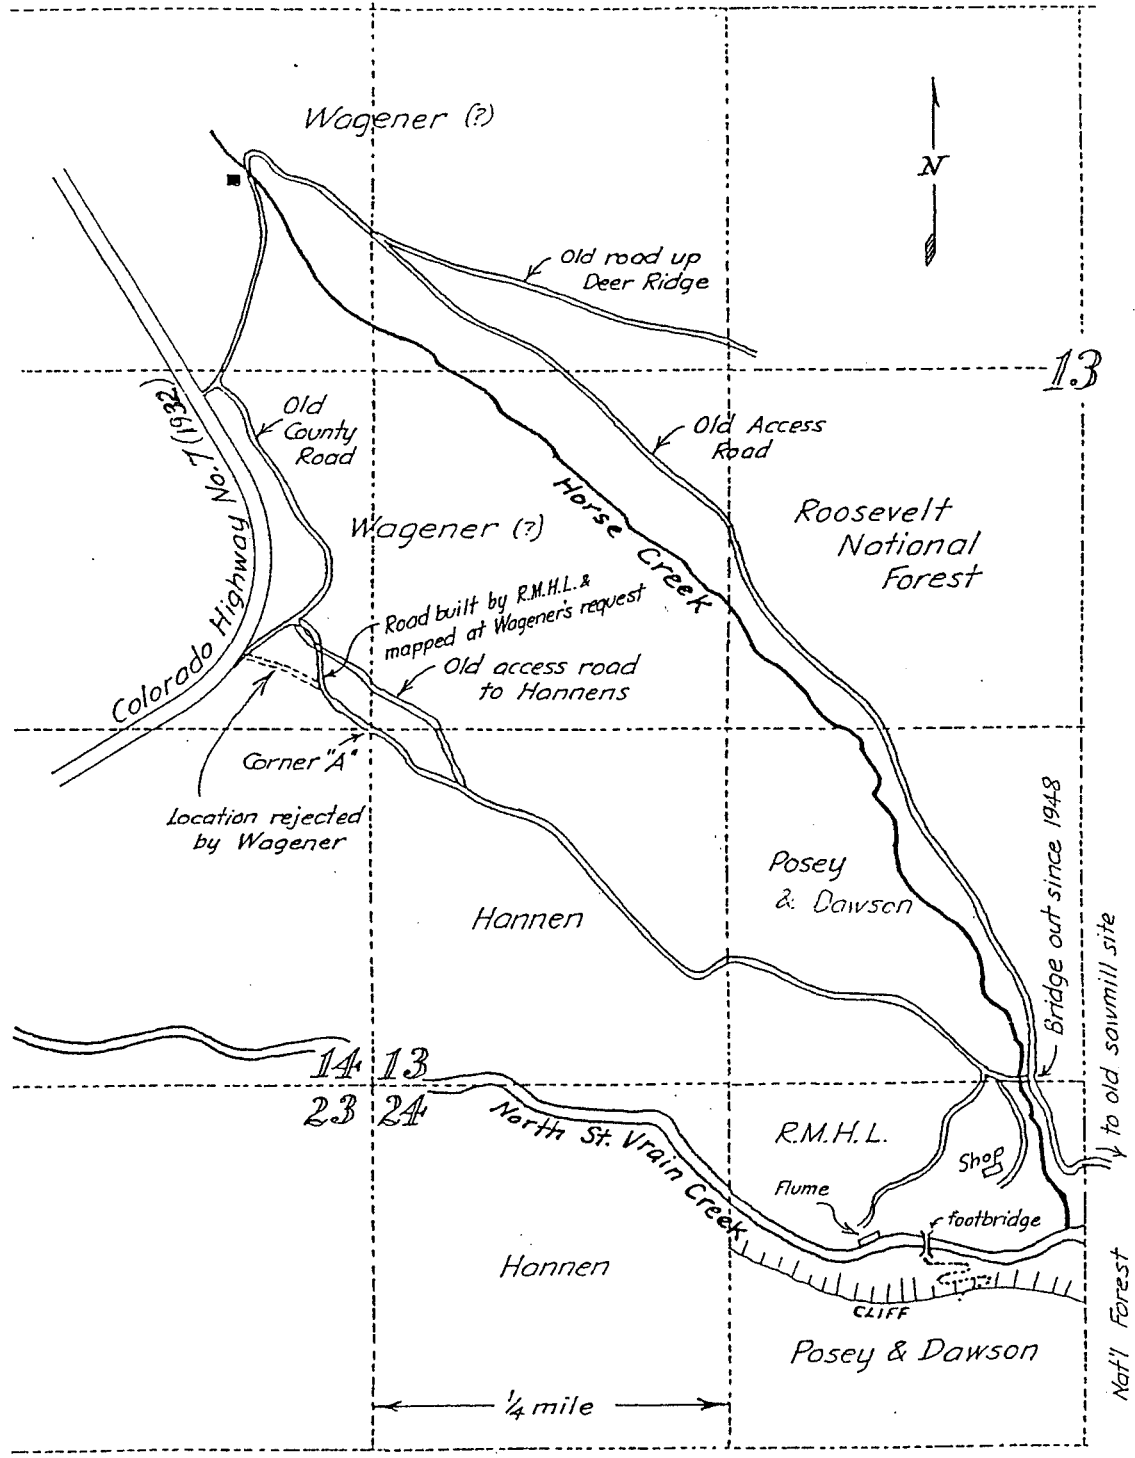 Wagener (?)
N
Old road up
Deer Ridge
13
Old
County
Road
Old Access
Road
Colorado Highway No. 7 (1932)
Horse Creek
Roosevelt
National
Forest
Wagener (?)
Road built by R.M.H.L. &
mapped at Wagener's request
Old access road
to Hannens
Corner "A"
Location rejected
by Wagener
Posey
& Dawson
Hannen
Bridge out since 1948
to old sawmill site
14 13
23 24
North St. Vrain Creek
R.M.H.L.
Shop
Flume
footbridge
Hannen
CLIFF
Posey & Dawson
Nat'l Forest
1/4 mile